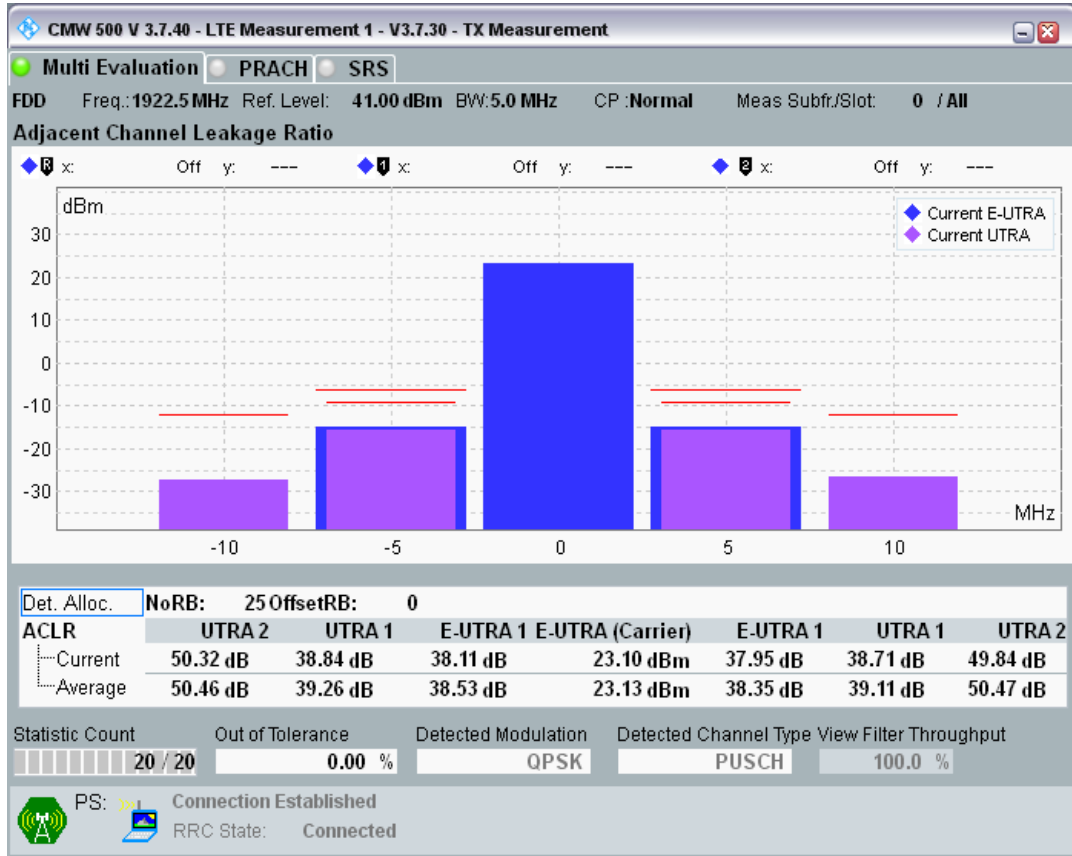 CMW 500 V 3.7.40 - LTE Measurement 1 - V3.7.30 - TX Measurement
Multi Evaluation PRACH SRS
FDD Freq.: 1922.5 MHz Ref. Level: 41.00 dBm BW: 5.0 MHz CP : Normal Meas Subfr./Slot: 0 / All
Adjacent Channel Leakage Ratio
R x: Off y: --- 1 x: Off y: --- 2 x: Off y: ---
dBm
Current E-UTRA
Current UTRA
30
20
10
0
-10
-20
-30
MHz
-10 -5 0 5 10
Det. Alloc. NoRB: 25 OffsetRB: 0
ACLR UTRA 2 UTRA 1 E-UTRA 1 E-UTRA (Carrier) E-UTRA 1 UTRA 1 UTRA 2
Current 50.32 dB 38.84 dB 38.11 dB 23.10 dBm 37.95 dB 38.71 dB 49.84 dB
Average 50.46 dB 39.26 dB 38.53 dB 23.13 dBm 38.35 dB 39.11 dB 50.47 dB
Statistic Count Out of Tolerance Detected Modulation Detected Channel Type View Filter Throughput
20 / 20 0.00 % QPSK PUSCH 100.0 %
PS: Connection Established
RRC State: Connected